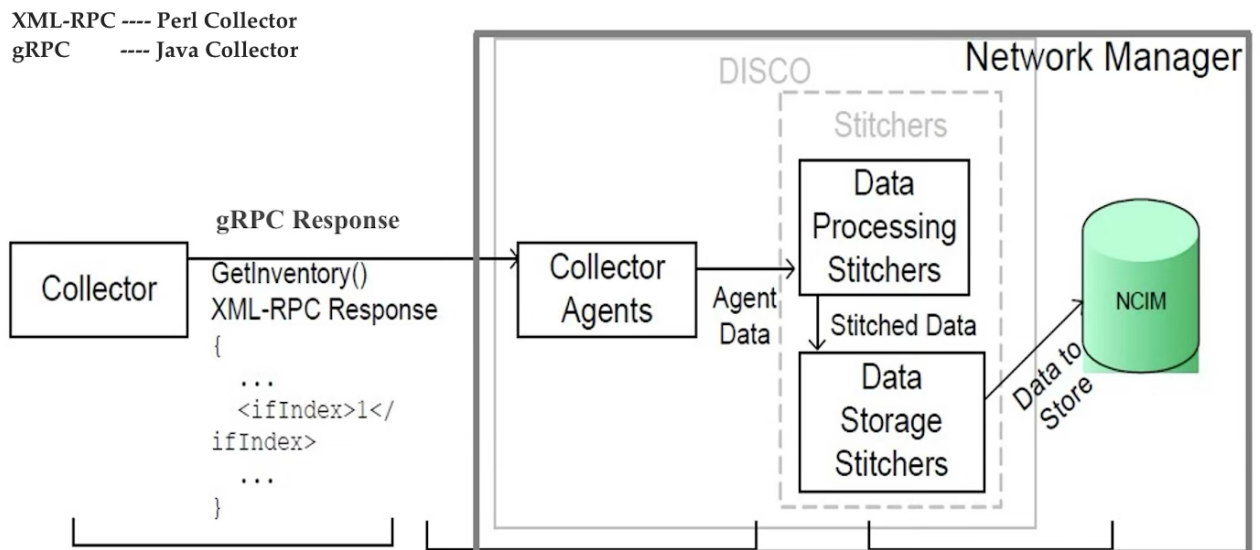 XML-RPC ---- Perl Collector
gRPC ---- Java Collector
Network Manager
DISCO
Stitchers
Data
Processing
Stitchers
gRPC Response
Collector
GetInventory()
XML-RPC Response
{
...
<ifIndex>1</
ifIndex>
...
}
Collector
Agents
Agent
Data
Stitched Data
Data
Storage
Stitchers
Data to
Store
NCIM